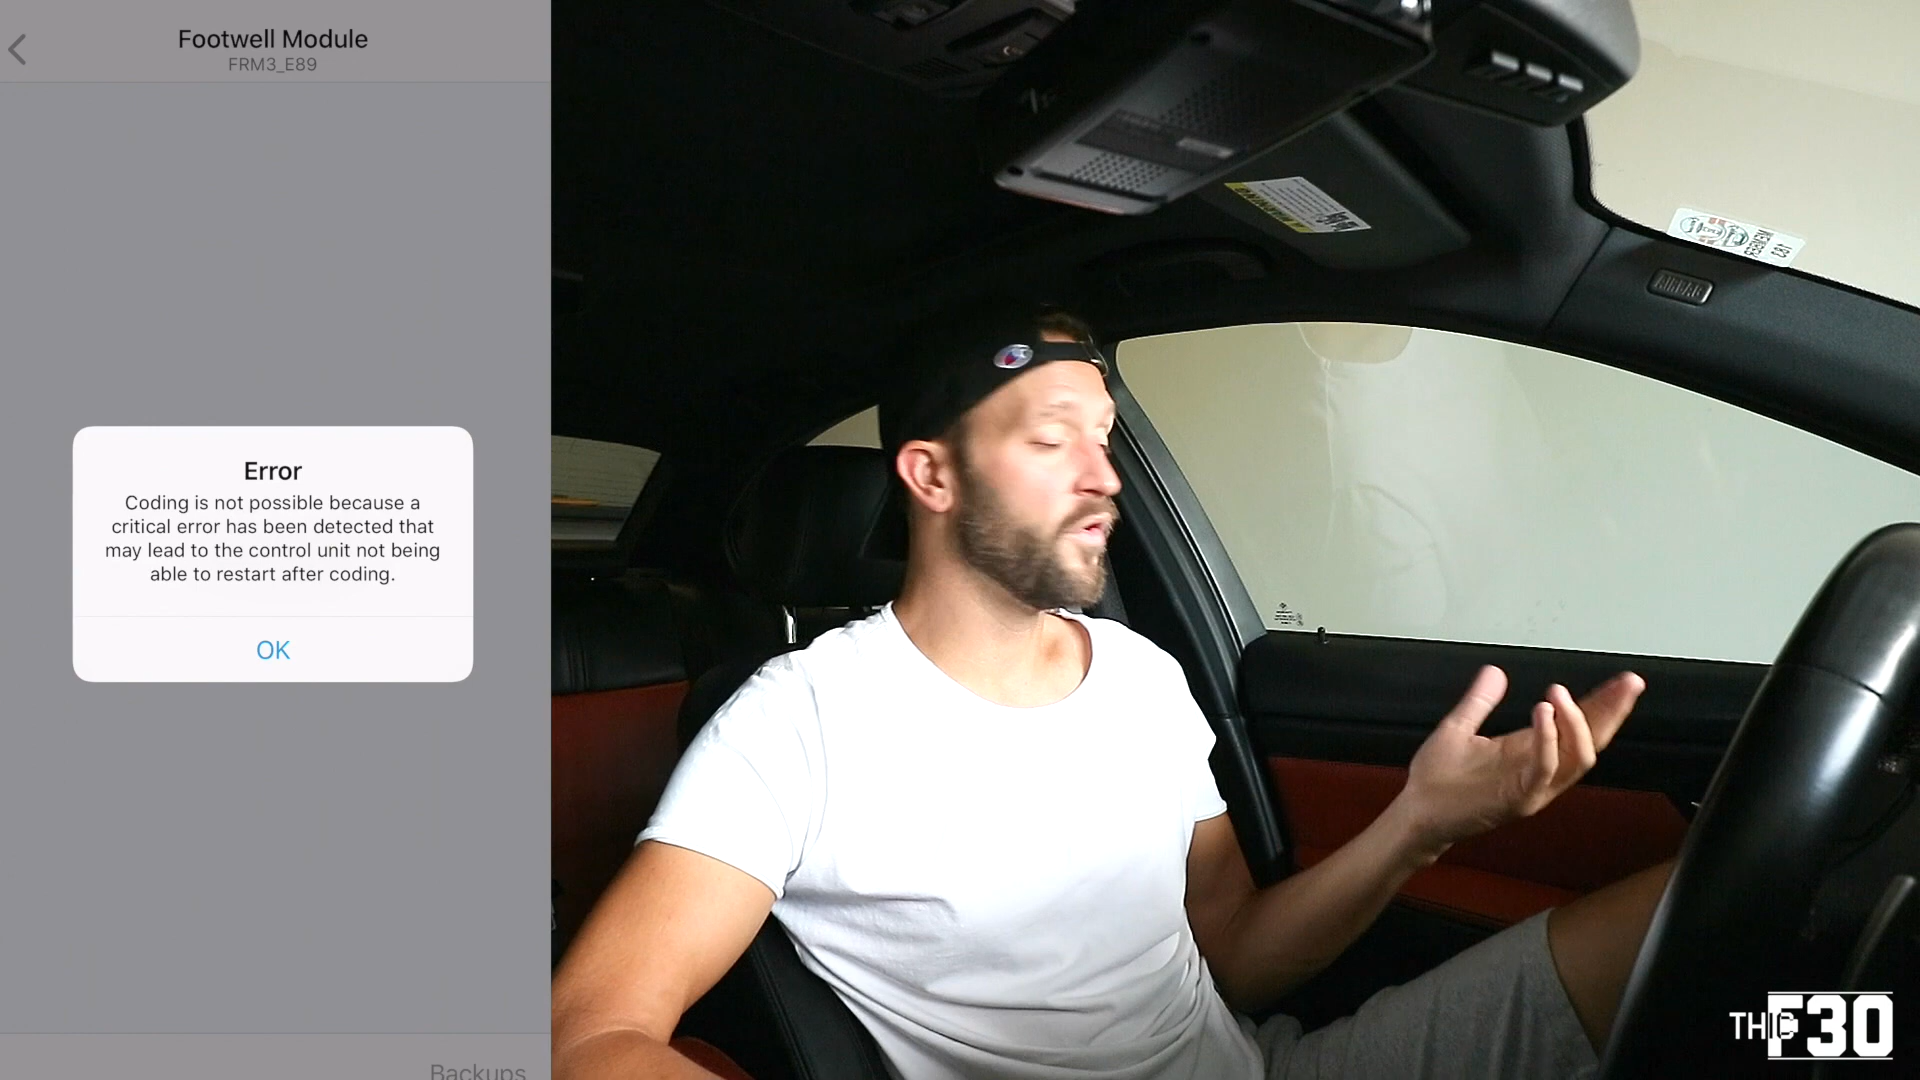 Footwell Module
FRM3_E89
Error
Coding is not possible because a
critical error has been detected that
may lead to the control unit not being
able to restart after coding.
OK
Backups
AIRBAG
F30